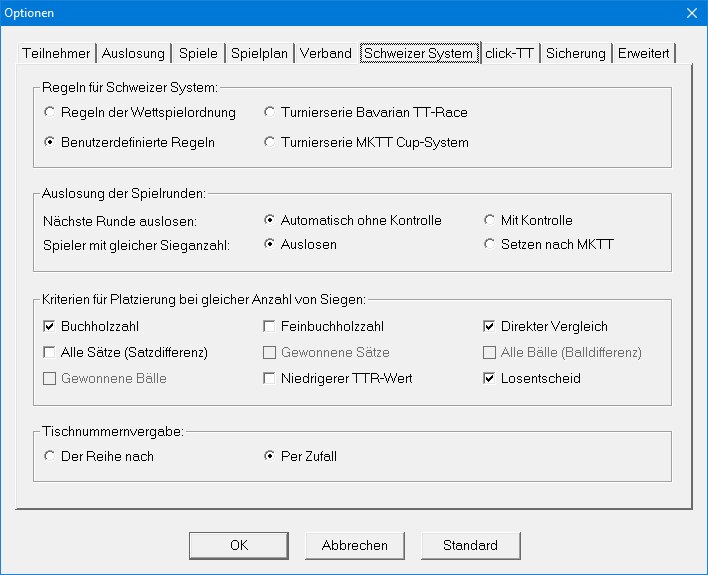 Optionen
Teilnehmer Auslosung Spiele Spielplan Verband Schweizer System click-TT Sicherung Erweitert
Regeln für Schweizer System:
Regeln der Wettspielordnung Turnierserie Bavarian TT-Race
Benutzerdefinierte Regeln Turnierserie MKTT Cup-System
Auslosung der Spielrunden:
Nächste Runde auslosen: Automatisch ohne Kontrolle Mit Kontrolle
Spieler mit gleicher Sieganzahl: Auslosen Setzen nach MKTT
Kriterien für Platzierung bei gleicher Anzahl von Siegen:
Buchholzzahl Feinbuchholzzahl Direkter Vergleich
Alle Sätze (Satzdifferenz) Gewonnene Sätze Alle Bälle (Balldifferenz)
Gewonnene Bälle Niedrigerer TTR-Wert Losentscheid
Tischnummernvergabe:
Der Reihe nach Per Zufall
OK Abbrechen Standard